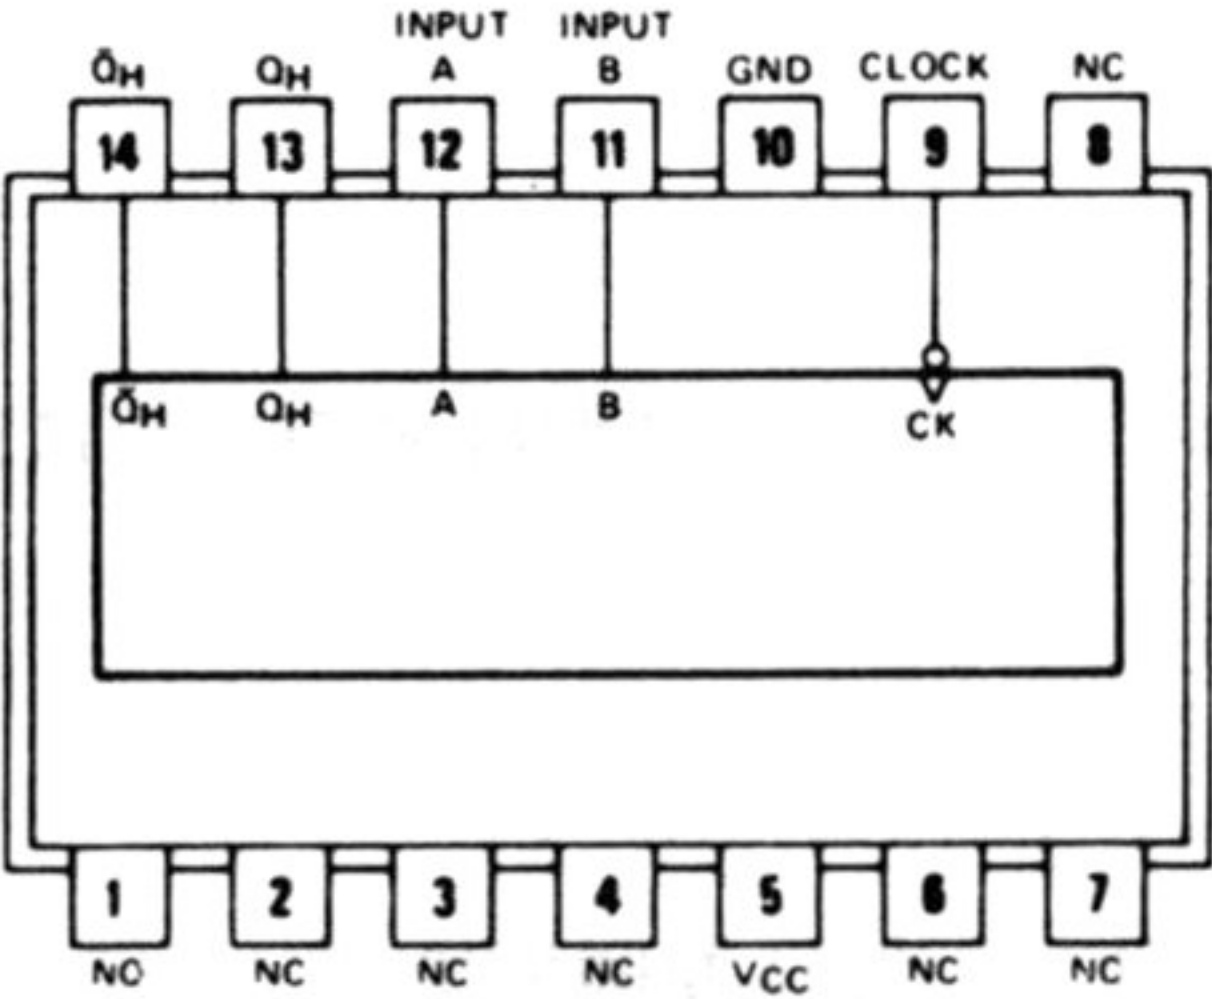 INPUT INPUT
Q̄H QH A B GND CLOCK NC
14 13 12 11 10 9 8
Q̄H QH A B
CK
1 2 3 4 5 6 7
NO NC NC NC VCC NC NC